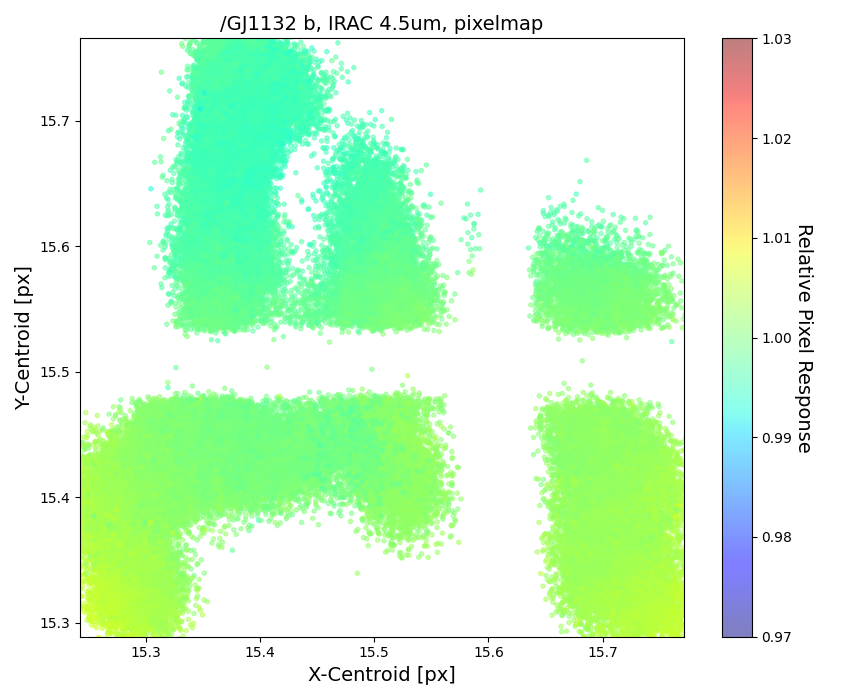 /GJ1132 b, IRAC 4.5um, pixelmap
Y-Centroid [px]
15.7
15.6
15.5
15.4
15.3
15.3 15.4 15.5 15.6 15.7
X-Centroid [px]
1.03
1.02
1.01
1.00
0.99
0.98
0.97
Relative Pixel Response